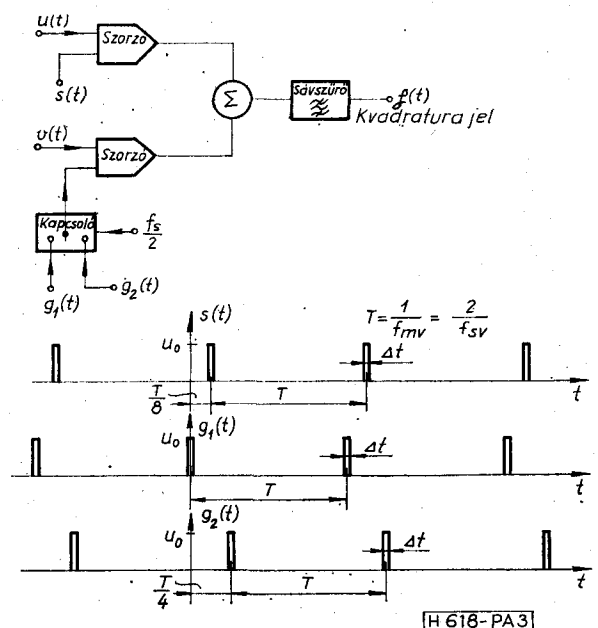 u(t)
Szorzó
s(t)
Σ
Sávszűrő
f(t)
Kvadratura jel
v(t)
Szorzó
Kapcsoló
fs/2
g₁(t)
g₂(t)
s(t)
T = 1/fmv = 2/fsv
u₀
Δt
T/8
T
t
g₁(t)
u₀
Δt
T
t
g₂(t)
u₀
Δt
T/4
T
t
H 618-PA3